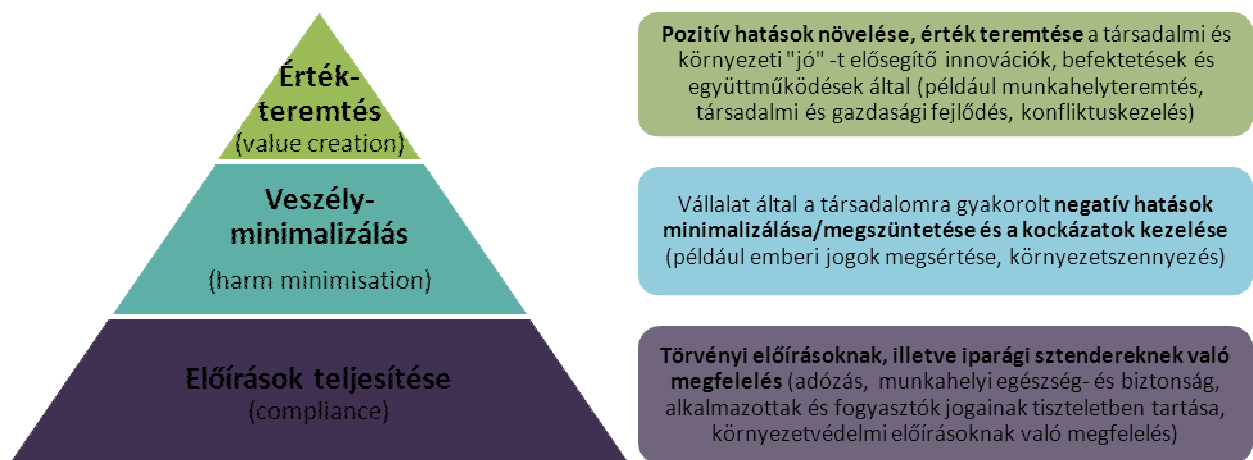 Érték-
teremtés
(value creation)
Pozitív hatások növelése, érték teremtése a társadalmi és
környezeti "jó" -t elősegítő innovációk, befektetések és
együttműködések által (például munkahelyteremtés,
társadalmi és gazdasági fejlődés, konfliktuskezelés)
Veszély-
minimalizálás
(harm minimisation)
Vállalat által a társadalomra gyakorolt negatív hatások
minimalizálása/megszüntetése és a kockázatok kezelése
(például emberi jogok megsértése, környezetszennyezés)
Előírások teljesítése
(compliance)
Törvényi előírásoknak, illetve iparági sztendereknek való
megfelelés (adózás, munkahelyi egészség- és biztonság,
alkalmazottak és fogyasztók jogainak tiszteletben tartása,
környezetvédelmi előírásoknak való megfelelés)